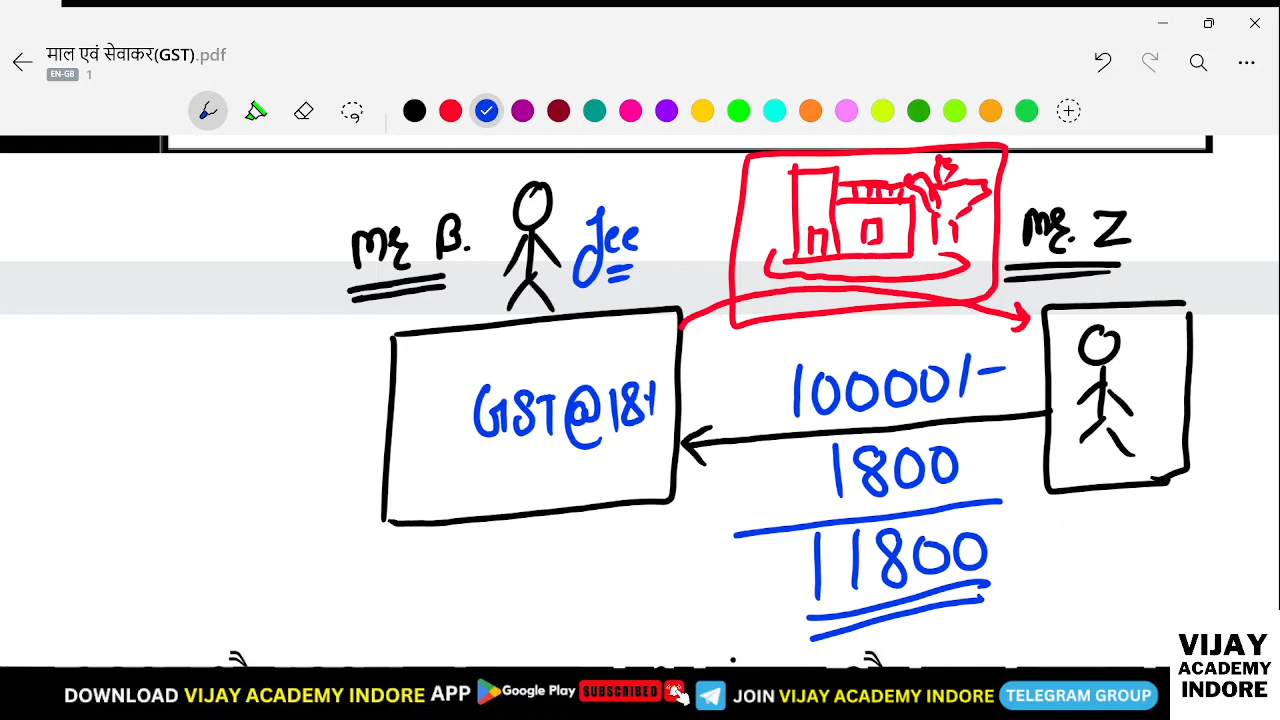 माल एवं सेवाकर(GST).pdf
EN-GB 1
Mr B.
Jee
Mr. Z
GST@18%
10000/-
1800
11800
VIJAY
ACADEMY
INDORE
DOWNLOAD VIJAY ACADEMY INDORE APP Google Play SUBSCRIBED JOIN VIJAY ACADEMY INDORE TELEGRAM GROUP